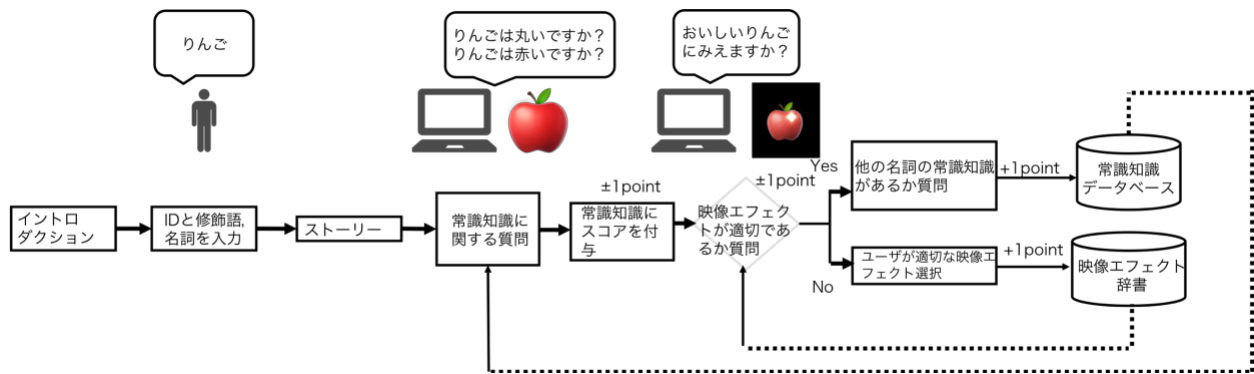 りんご
りんごは丸いですか？
りんごは赤いですか？
おいしいりんご
にみえますか？
イントロ
ダクション
IDと修飾語,
名詞を入力
ストーリー
常識知識に
関する質問
±1point
常識知識に
スコアを付
与
±1point
映像エフェ
クトが適切であ
るか質問
Yes
他の名詞の常識知識
があるか質問
+1point
常識知識
データベース
No
ユーザが適切な映像エ
フェクト選択
+1point
映像エフェクト
辞書